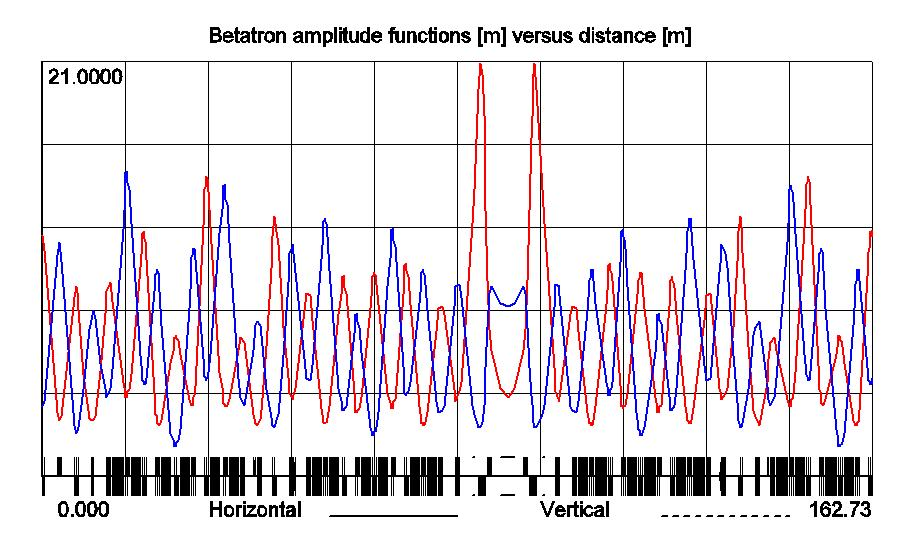 Betatron amplitude functions [m] versus distance [m]
21.0000
0.000 Horizontal Vertical 162.73